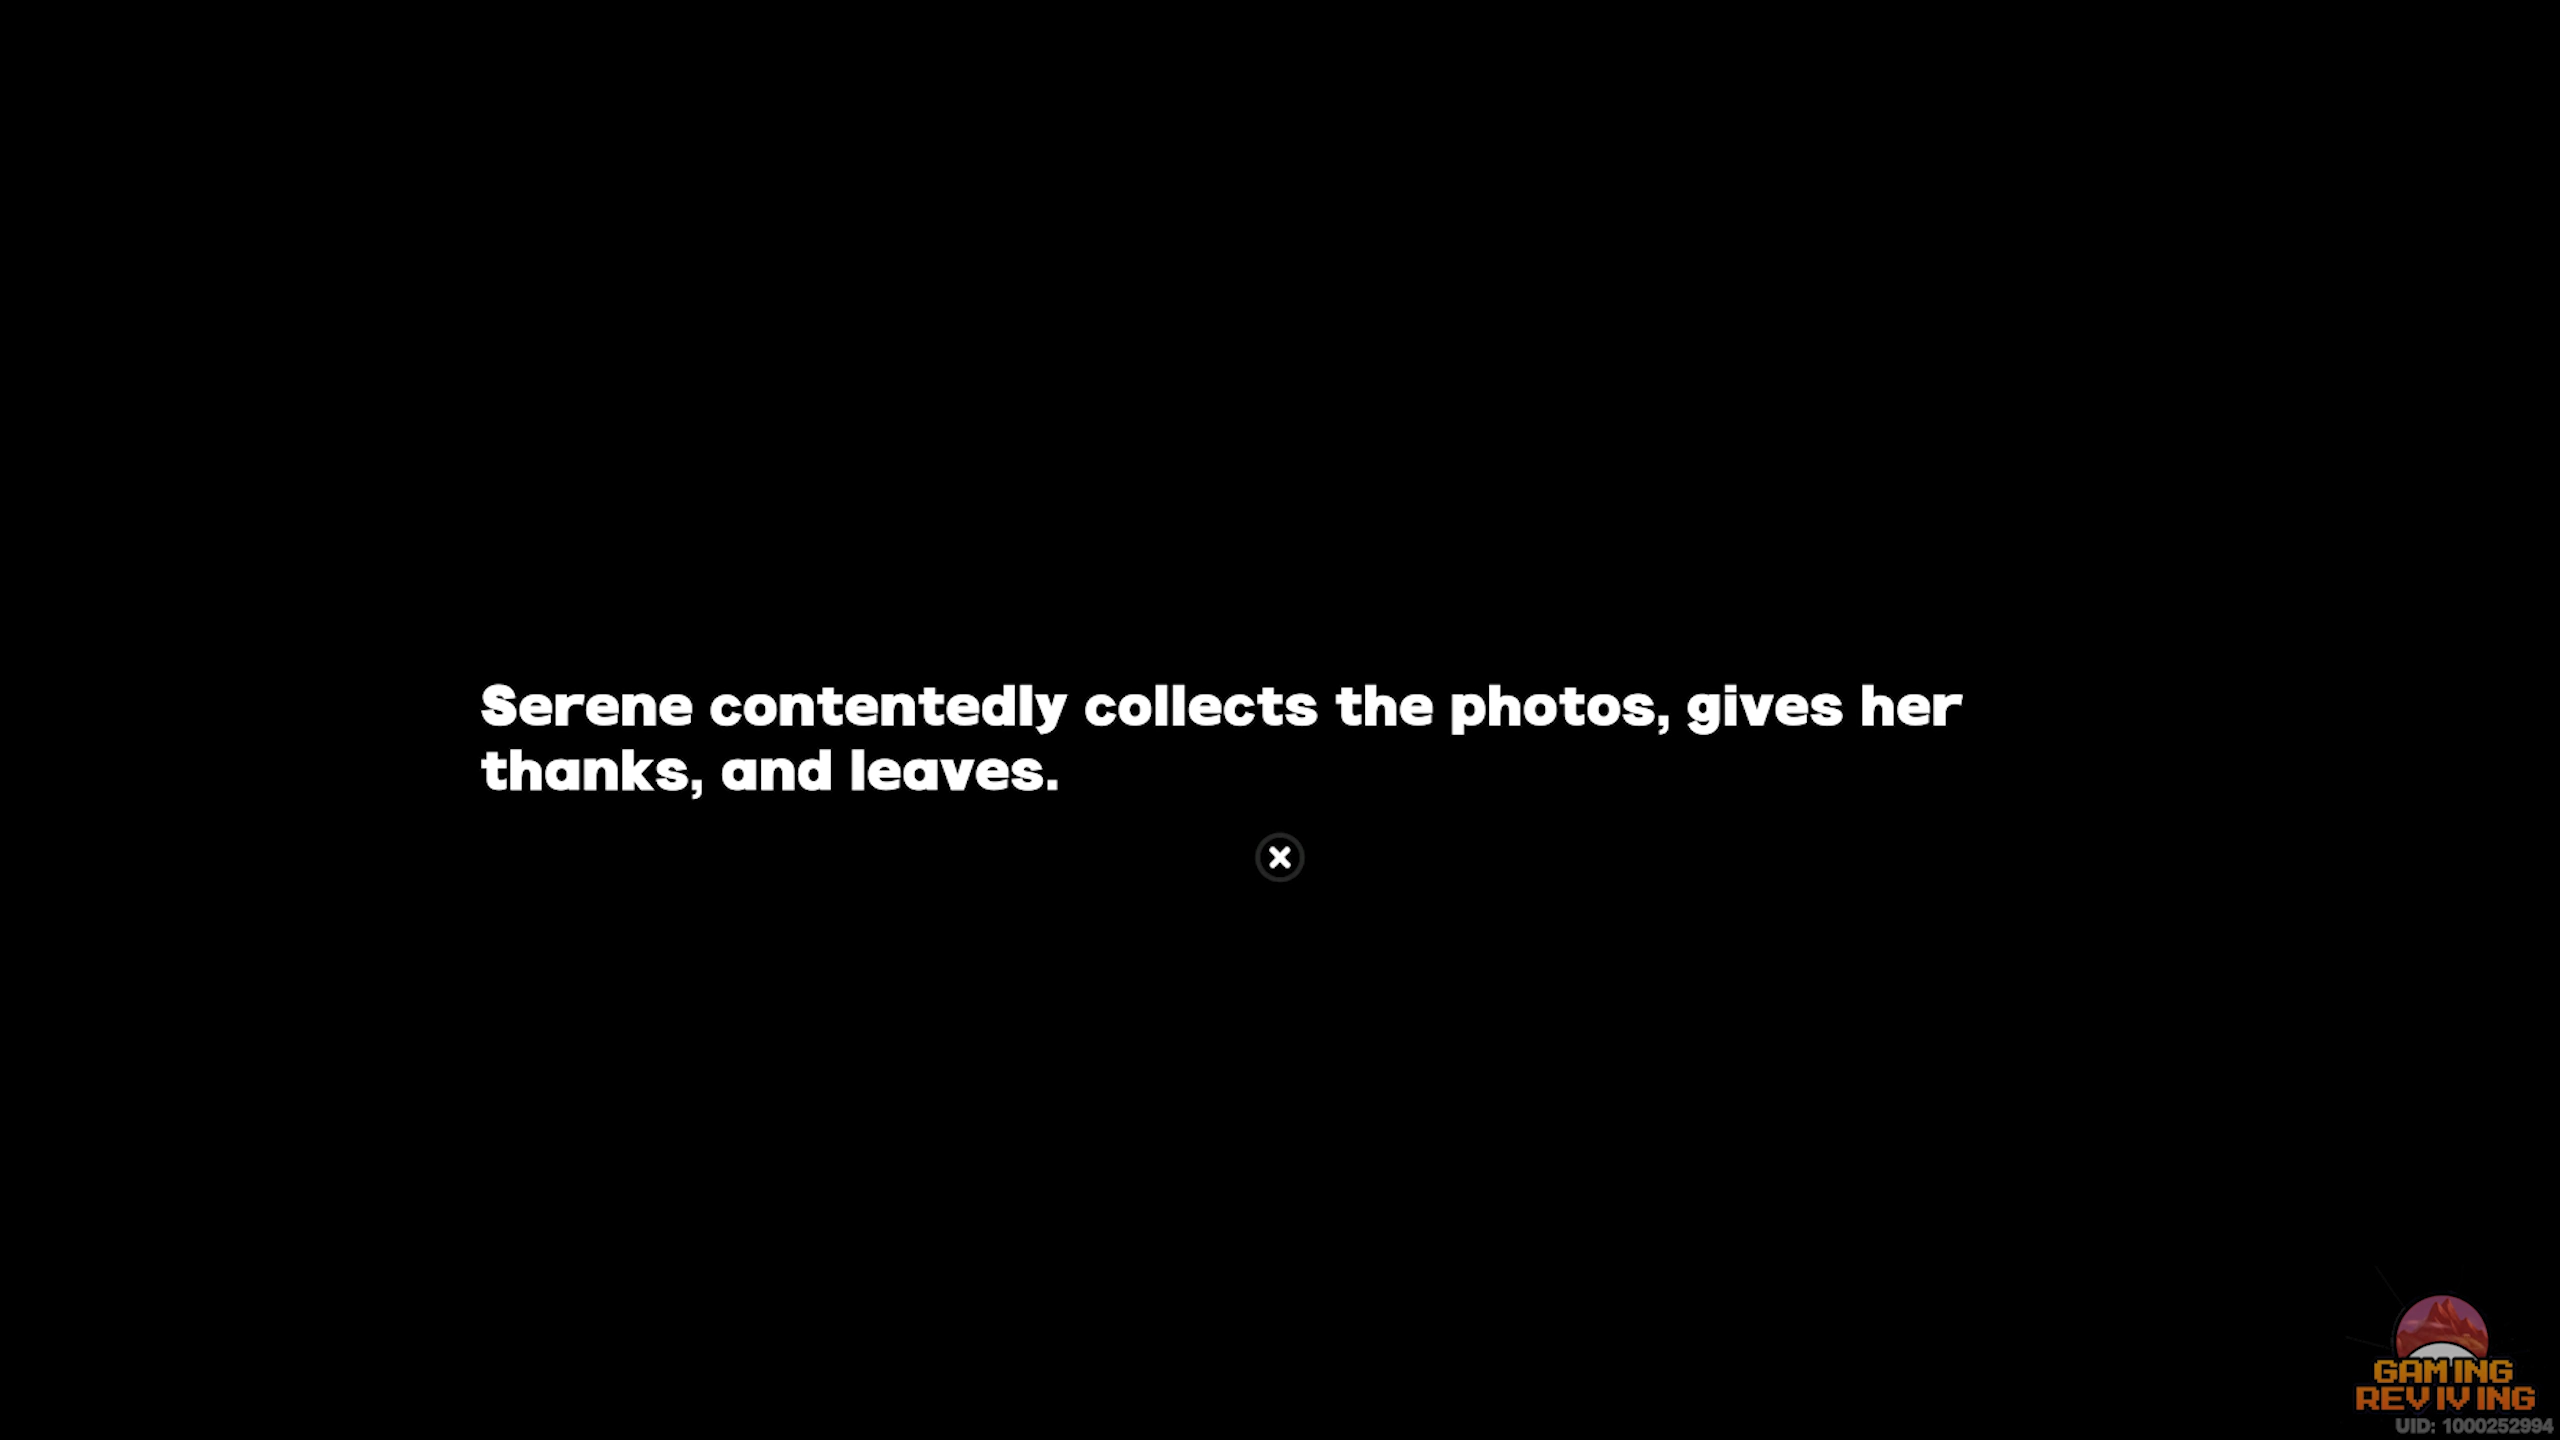 Serene contentedly collects the photos, gives her
thanks, and leaves.
GAMING
REVIVING
UID: 1000252994